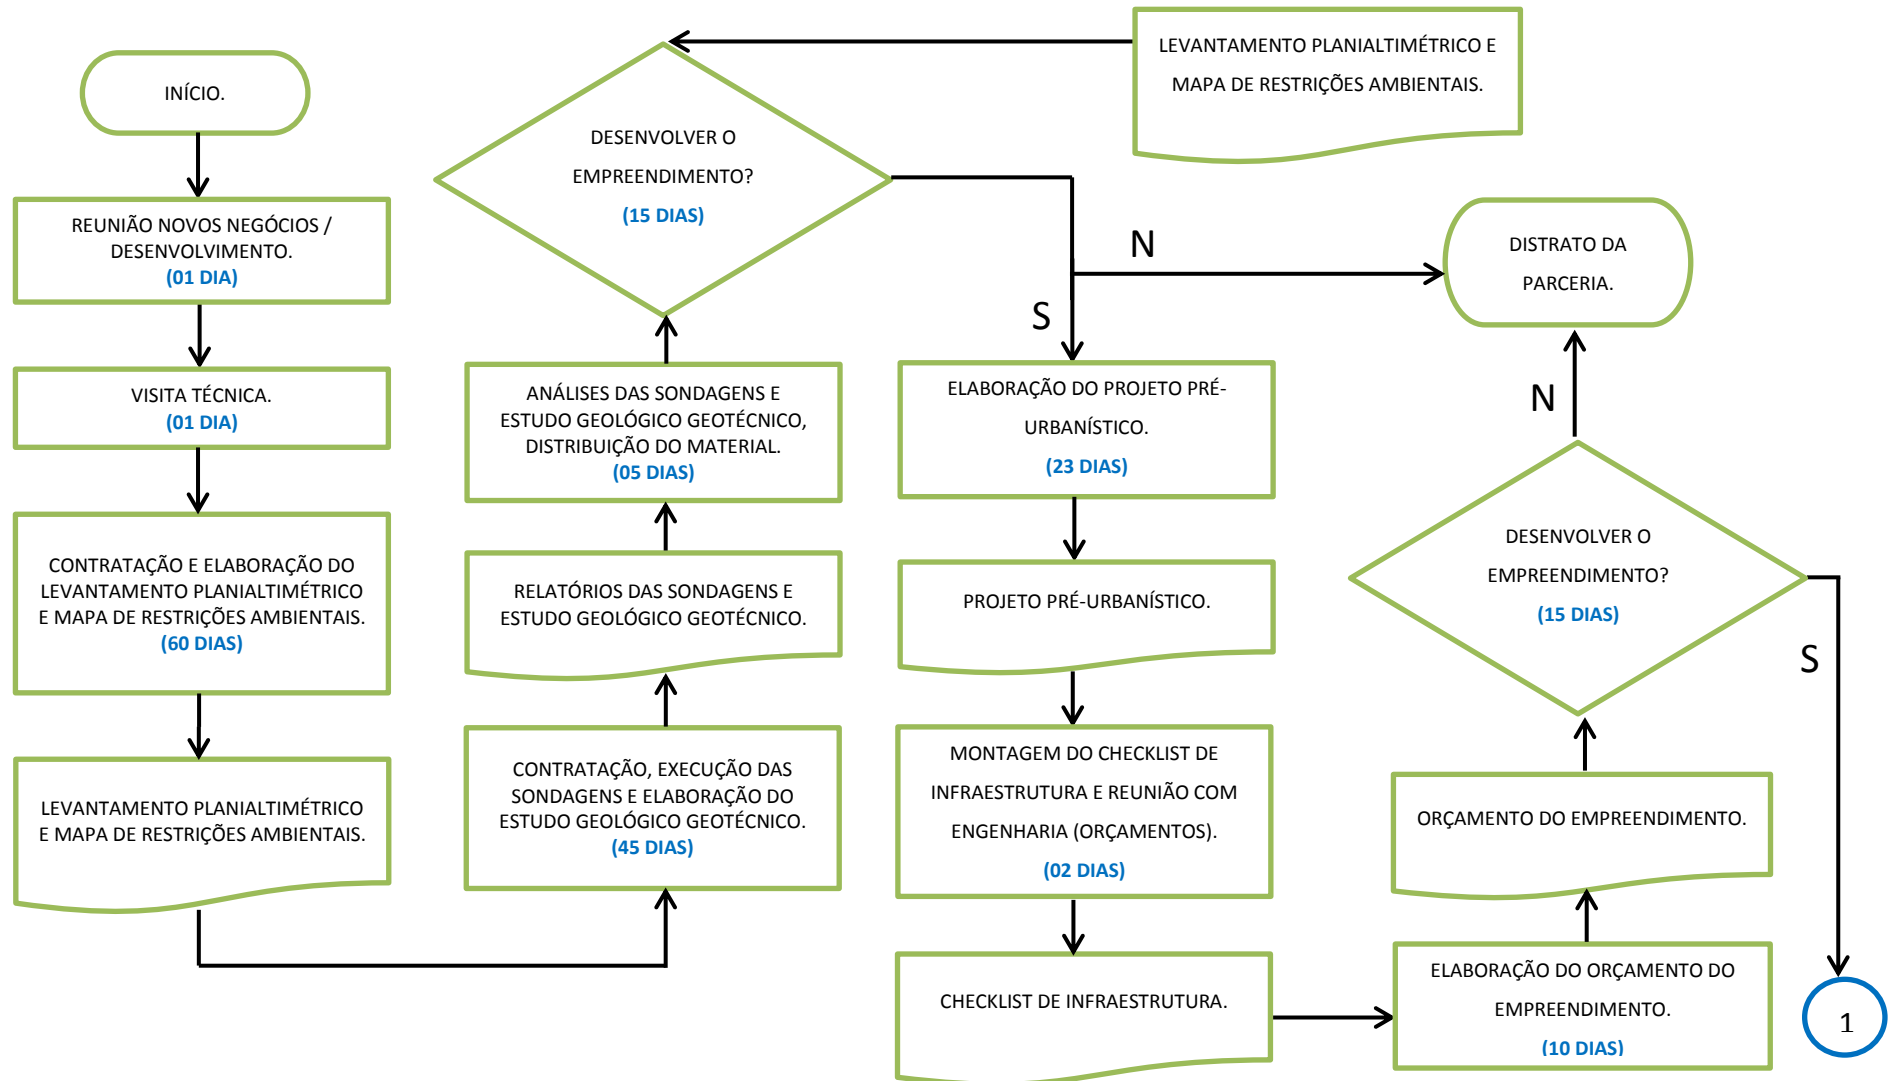 INÍCIO.
REUNIÃO NOVOS NEGÓCIOS /
DESENVOLVIMENTO.
(01 DIA)
VISITA TÉCNICA.
(01 DIA)
CONTRATAÇÃO E ELABORAÇÃO DO
LEVANTAMENTO PLANIALTIMÉTRICO
E MAPA DE RESTRIÇÕES AMBIENTAIS.
(60 DIAS)
LEVANTAMENTO PLANIALTIMÉTRICO
E MAPA DE RESTRIÇÕES AMBIENTAIS.
CONTRATAÇÃO, EXECUÇÃO DAS
SONDAGENS E ELABORAÇÃO DO
ESTUDO GEOLÓGICO GEOTÉCNICO.
(45 DIAS)
RELATÓRIOS DAS SONDAGENS E
ESTUDO GEOLÓGICO GEOTÉCNICO.
ANÁLISES DAS SONDAGENS E
ESTUDO GEOLÓGICO GEOTÉCNICO,
DISTRIBUIÇÃO DO MATERIAL.
(05 DIAS)
DESENVOLVER O
EMPREENDIMENTO?
(15 DIAS)
LEVANTAMENTO PLANIALTIMÉTRICO E
MAPA DE RESTRIÇÕES AMBIENTAIS.
N
DISTRATO DA
PARCERIA.
S
ELABORAÇÃO DO PROJETO PRÉ-
URBANÍSTICO.
(23 DIAS)
PROJETO PRÉ-URBANÍSTICO.
MONTAGEM DO CHECKLIST DE
INFRAESTRUTURA E REUNIÃO COM
ENGENHARIA (ORÇAMENTOS).
(02 DIAS)
CHECKLIST DE INFRAESTRUTURA.
ELABORAÇÃO DO ORÇAMENTO DO
EMPREENDIMENTO.
(10 DIAS)
ORÇAMENTO DO EMPREENDIMENTO.
DESENVOLVER O
EMPREENDIMENTO?
(15 DIAS)
N
S
1